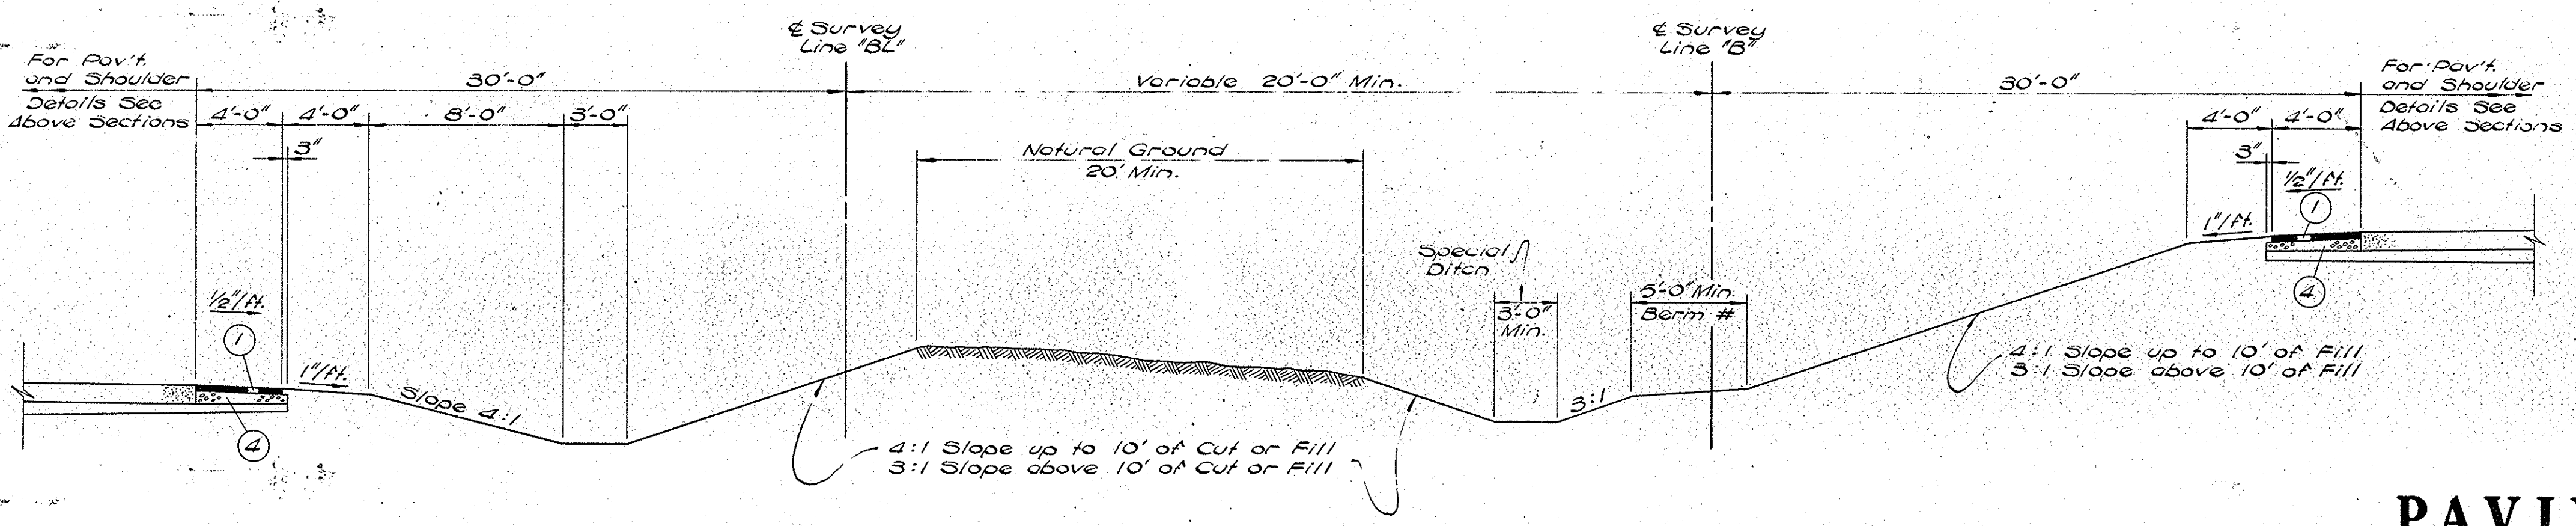 ℄ Survey
Line "BL"
℄ Survey
Line "B"
For Pav't.
and Shoulder
Details See
Above Sections
30'-0"
Variable 20'-0" Min.
30'-0"
For Pav't.
and Shoulder
Details See
Above Sections
4'-0" 4'-0" 8'-0" 3'-0"
4'-0" 4'-0"
3"
Natural Ground
20' Min.
3"
1/2"/ft.
1
1"/ft.
Special
Ditch
4
1/2"/ft.
1
1"/ft.
3'-0"
Min.
5'-0" Min.
Berm #
Slope 4:1
3:1
4
4:1 Slope up to 10' of Fill
3:1 Slope above 10' of Fill
4:1 Slope up to 10' of Cut or Fill
3:1 Slope above 10' of Cut or Fill